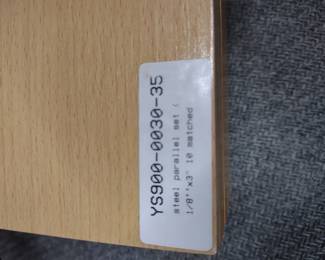 YS900-0030-35
steel parallel set (
1/8''x3" 10 matched